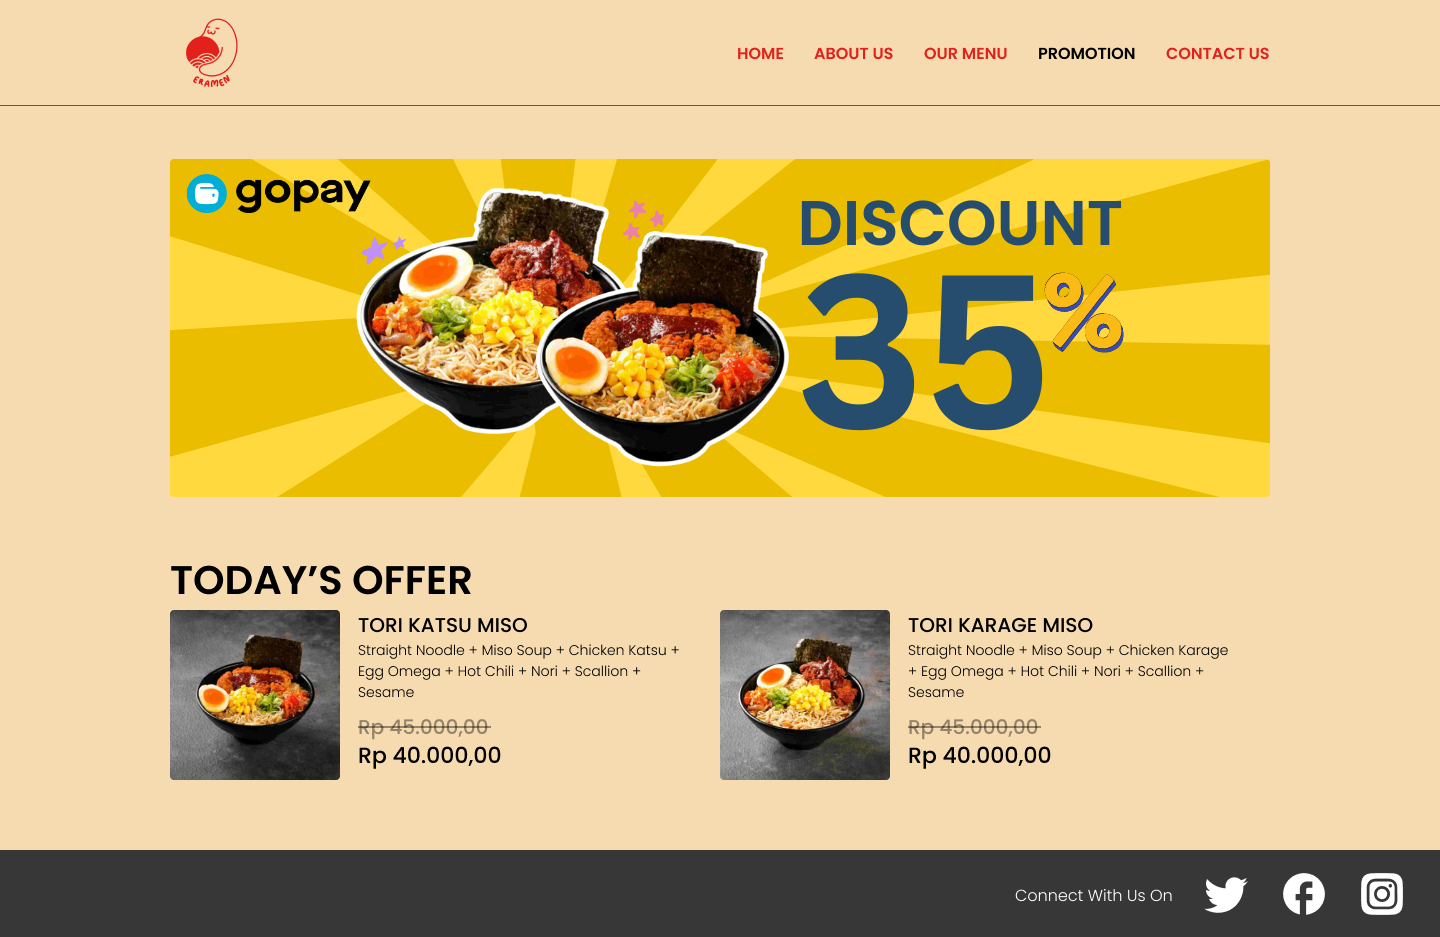 ERAMEN
HOME ABOUT US OUR MENU PROMOTION CONTACT US
gopay
DISCOUNT
35%
TODAY’S OFFER
TORI KATSU MISO
Straight Noodle + Miso Soup + Chicken Katsu +
Egg Omega + Hot Chili + Nori + Scallion +
Sesame
Rp 45.000,00
Rp 40.000,00
TORI KARAGE MISO
Straight Noodle + Miso Soup + Chicken Karage
+ Egg Omega + Hot Chili + Nori + Scallion +
Sesame
Rp 45.000,00
Rp 40.000,00
Connect With Us On